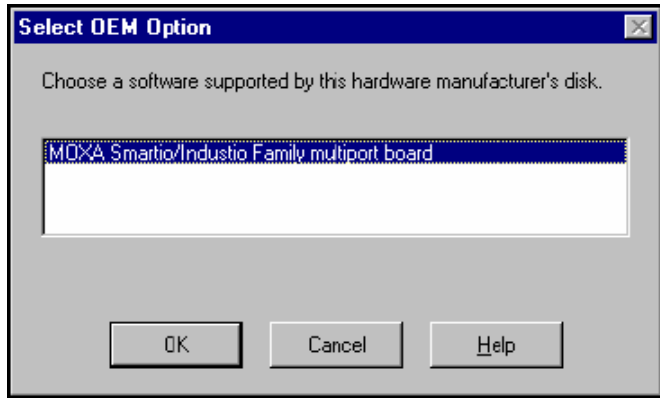 Select OEM Option
Choose a software supported by this hardware manufacturer's disk.
MOXA Smartio/Industio Family multiport board
OK
Cancel
Help